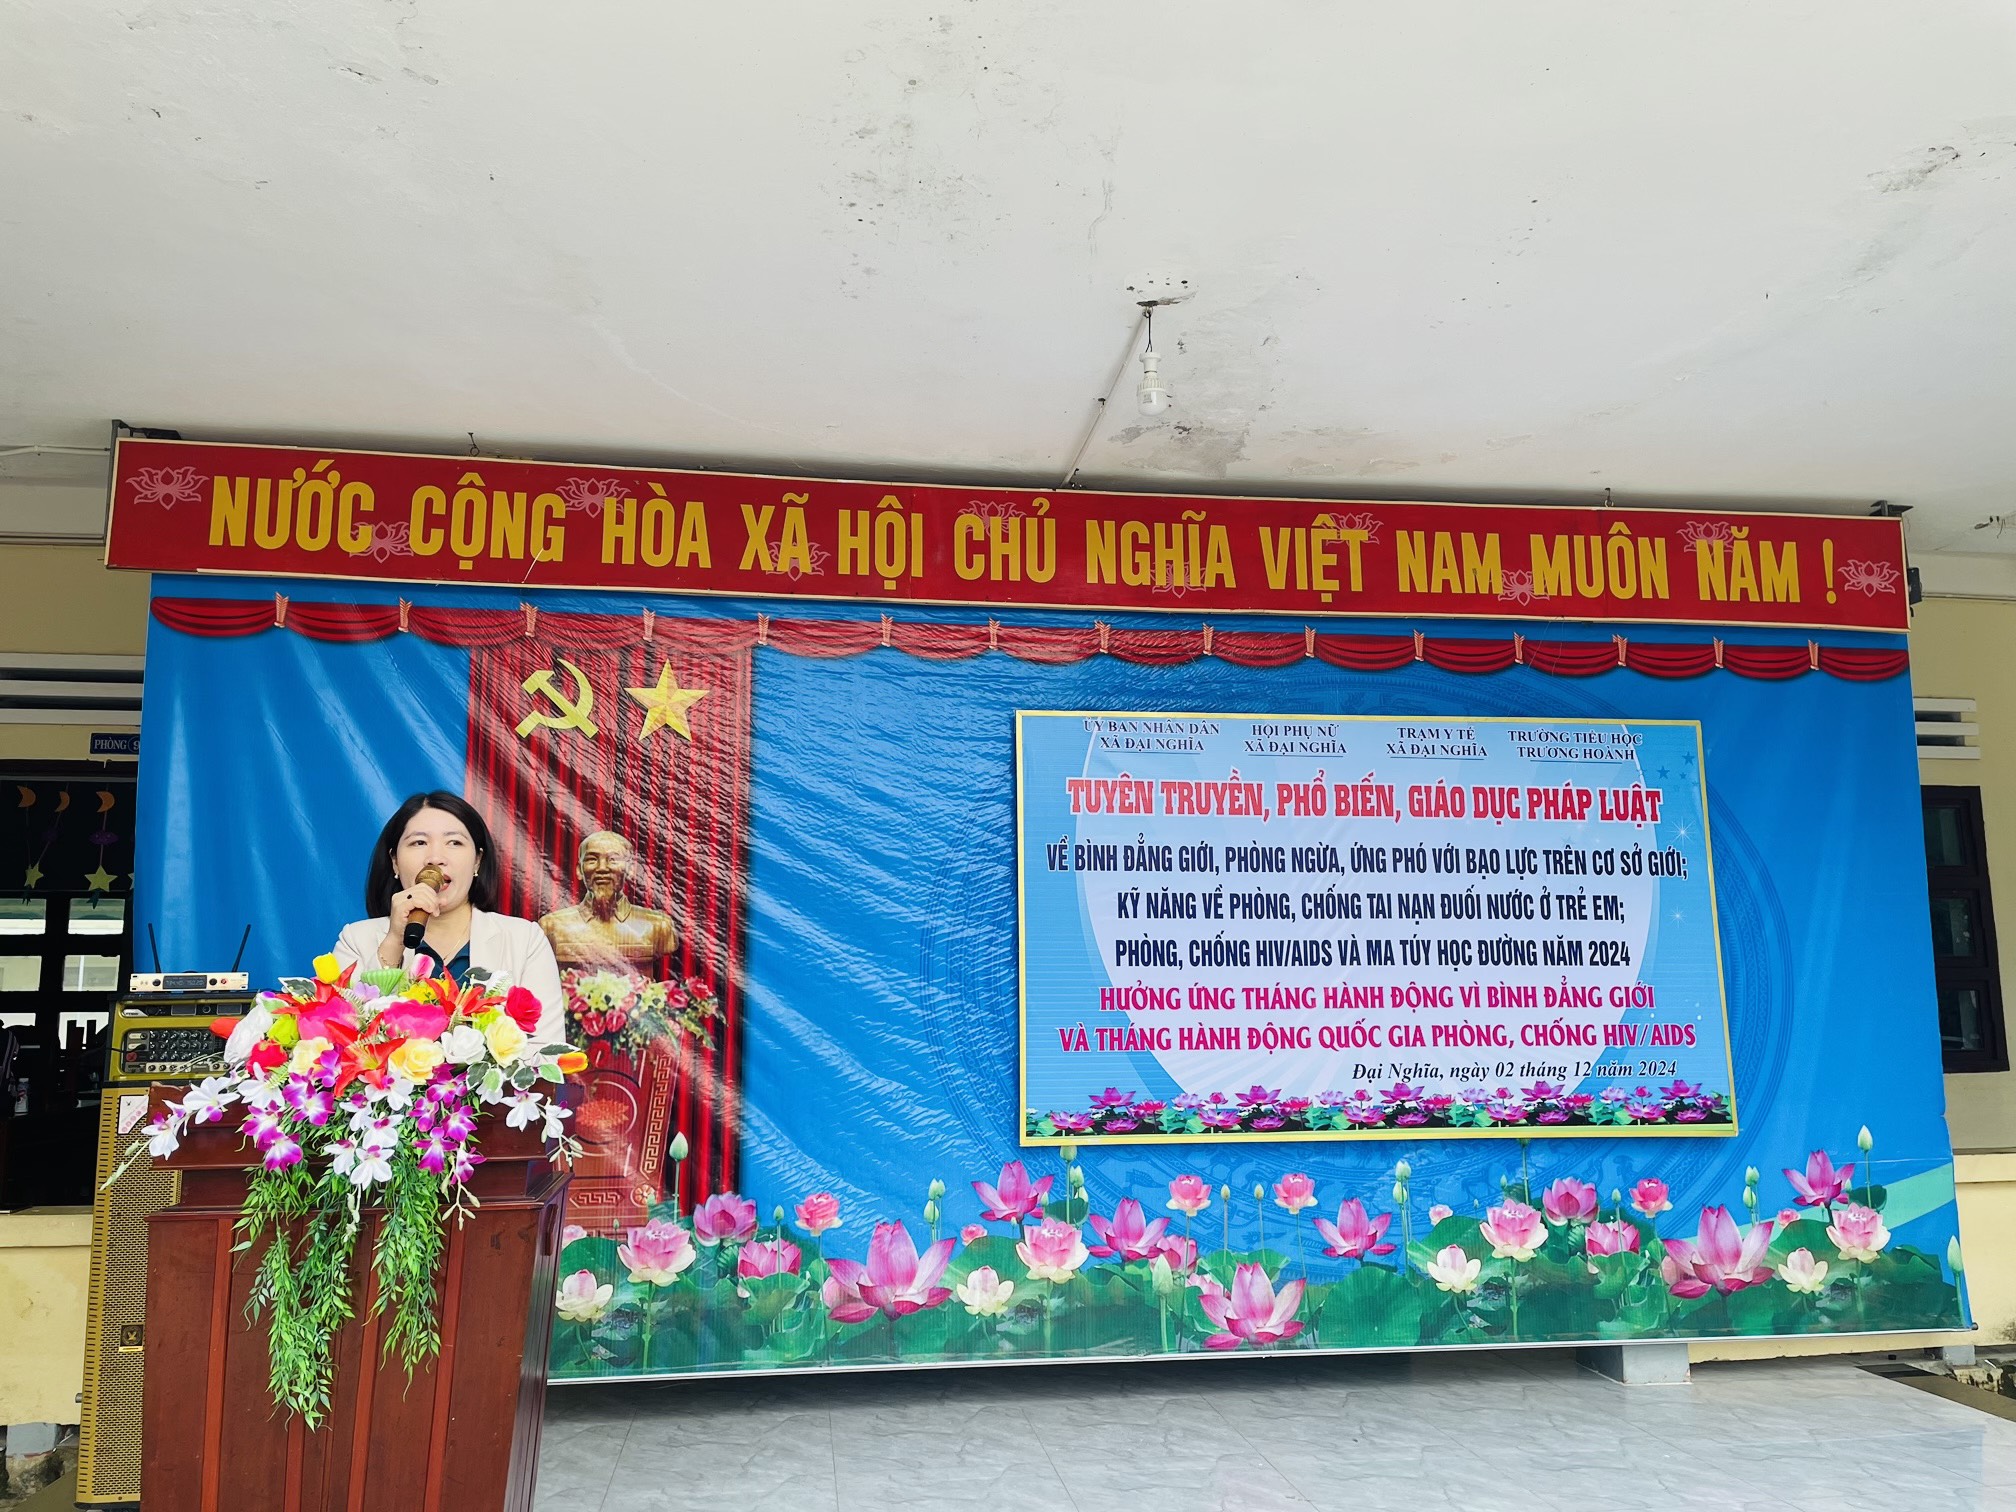 NƯỚC CỘNG HÒA XÃ HỘI CHỦ NGHĨA VIỆT NAM MUÔN NĂM !
PHÒNG 9
ỦY BAN NHÂN DÂN
XÃ ĐẠI NGHĨA
HỘI PHỤ NỮ
XÃ ĐẠI NGHĨA
TRẠM Y TẾ
XÃ ĐẠI NGHĨA
TRƯỜNG TIỂU HỌC
TRƯƠNG HOÀNH
TUYÊN TRUYỀN, PHỔ BIẾN, GIÁO DỤC PHÁP LUẬT
VỀ BÌNH ĐẲNG GIỚI, PHÒNG NGỪA, ỨNG PHÓ VỚI BẠO LỰC TRÊN CƠ SỞ GIỚI;
KỸ NĂNG VỀ PHÒNG, CHỐNG TAI NẠN ĐUỐI NƯỚC Ở TRẺ EM;
PHÒNG, CHỐNG HIV/AIDS VÀ MA TÚY HỌC ĐƯỜNG NĂM 2024
HƯỞNG ỨNG THÁNG HÀNH ĐỘNG VÌ BÌNH ĐẲNG GIỚI
VÀ THÁNG HÀNH ĐỘNG QUỐC GIA PHÒNG, CHỐNG HIV/AIDS
Đại Nghĩa, ngày 02 tháng 12 năm 2024